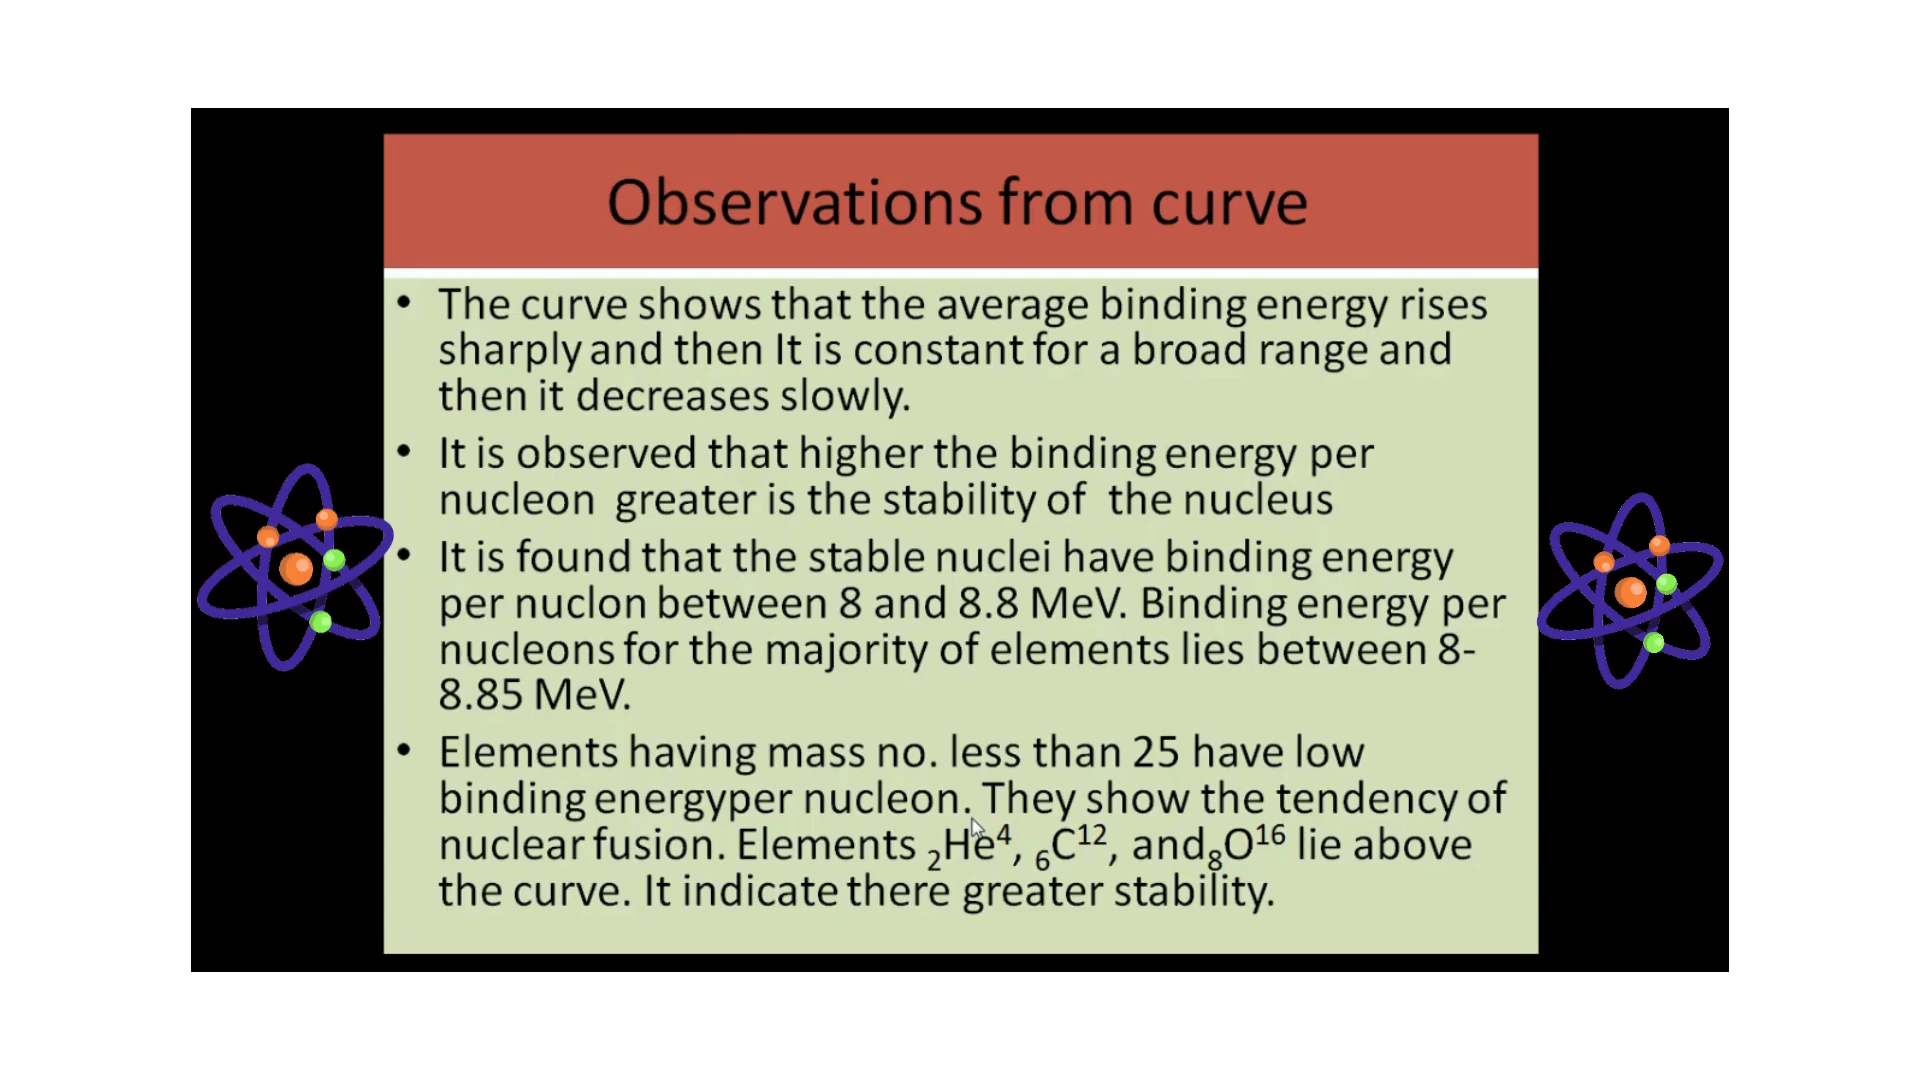 Observations from curve
• The curve shows that the average binding energy rises
sharply and then It is constant for a broad range and
then it decreases slowly.
• It is observed that higher the binding energy per
nucleon  greater is the stability of  the nucleus
• It is found that the stable nuclei have binding energy
per nuclon between 8 and 8.8 MeV. Binding energy per
nucleons for the majority of elements lies between 8-
8.85 MeV.
• Elements having mass no. less than 25 have low
binding energyper nucleon. They show the tendency of
nuclear fusion. Elements ₂He⁴, ₆C¹², and₈O¹⁶ lie above
the curve. It indicate there greater stability.